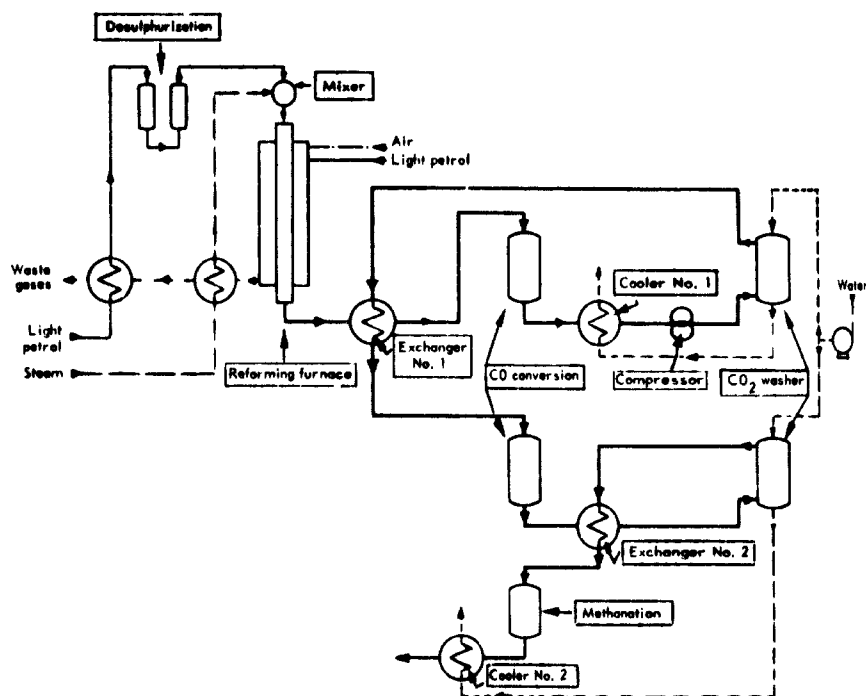 Desulphurization
Mixer
Air
Light petrol
Waste
gases
Light
petrol
Steam
Reforming furnace
Exchanger
No. 1
CO conversion
Cooler No. 1
Compressor
CO2 washer
Water
Exchanger No. 2
Methanation
Cooler No. 2